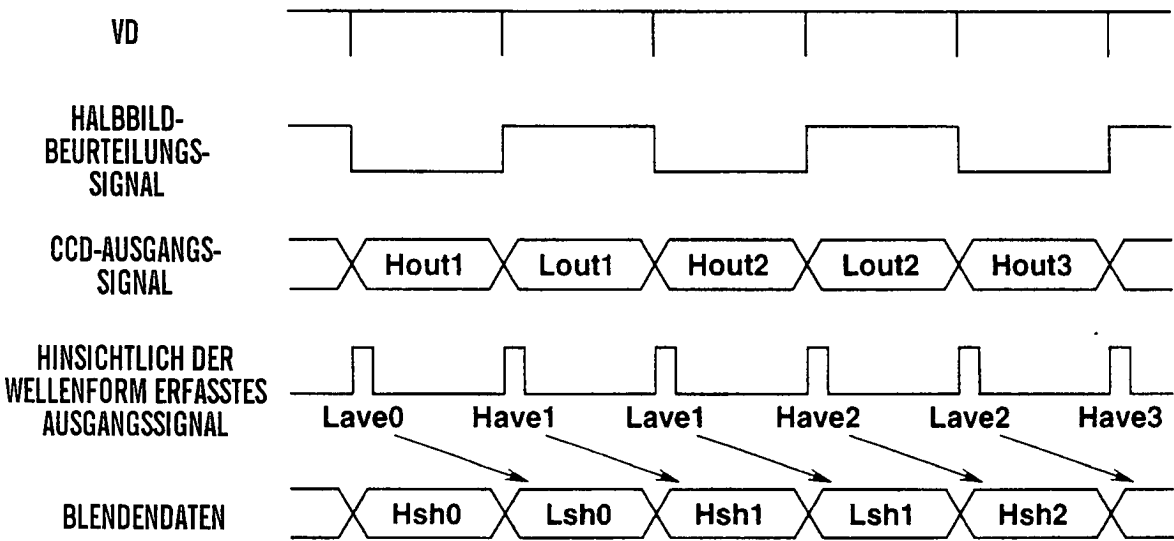 VD
HALBBILD-
BEURTEILUNGS-
SIGNAL
CCD-AUSGANGS-
SIGNAL
Hout1 Lout1 Hout2 Lout2 Hout3
HINSICHTLICH DER
WELLENFORM ERFASSTES
AUSGANGSSIGNAL
Lave0 Have1 Lave1 Have2 Lave2 Have3
BLENDENDATEN
Hsh0 Lsh0 Hsh1 Lsh1 Hsh2